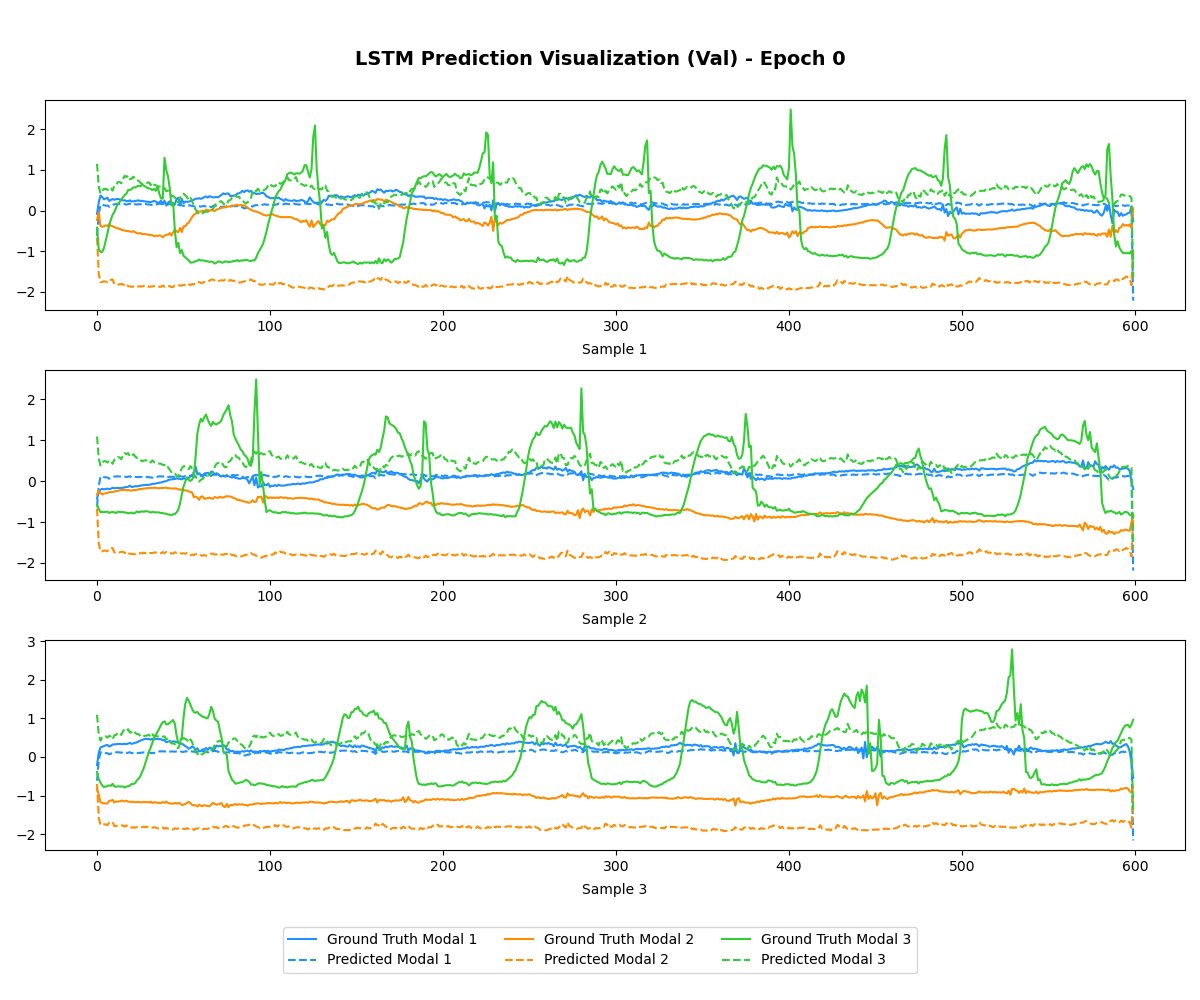 LSTM Prediction Visualization (Val) - Epoch 0
2
1
0
−1
−2
0 100 200 300 400 500 600
Sample 1
2
1
0
−1
−2
0 100 200 300 400 500 600
Sample 2
3
2
1
0
−1
−2
0 100 200 300 400 500 600
Sample 3
Ground Truth Modal 1 Ground Truth Modal 2 Ground Truth Modal 3
Predicted Modal 1 Predicted Modal 2 Predicted Modal 3